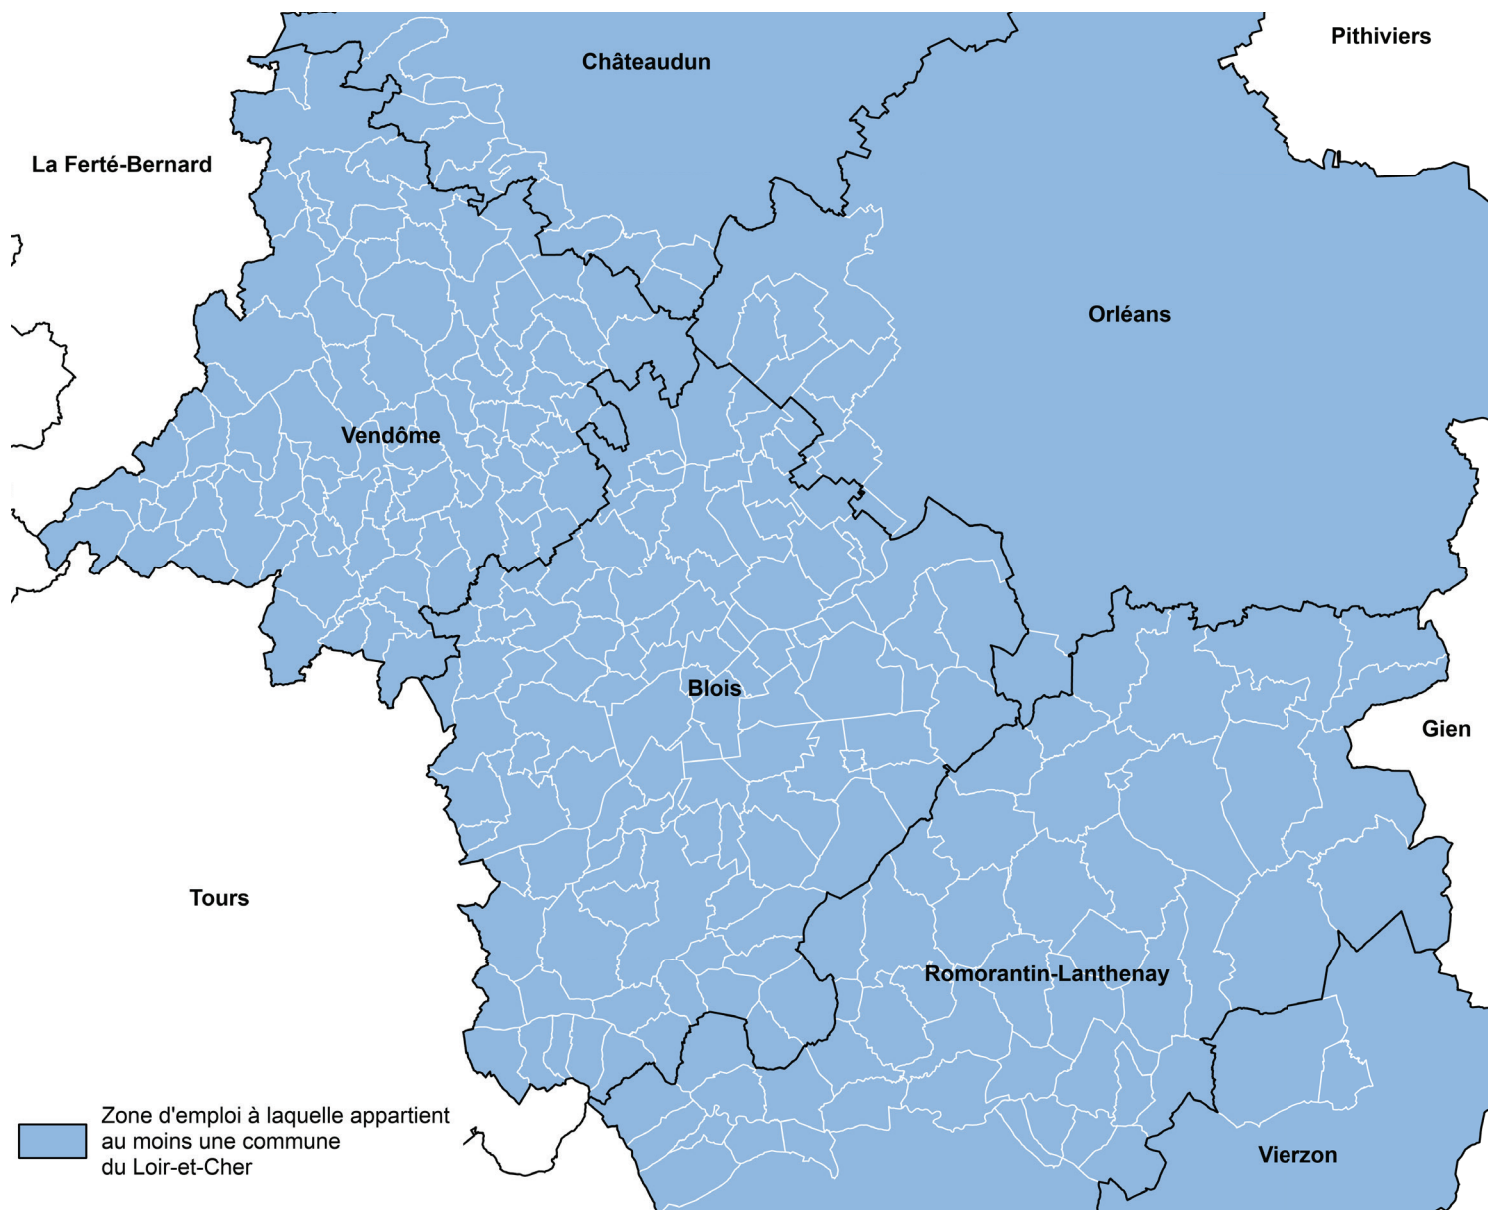 Pithiviers
Châteaudun
La Ferté-Bernard
Orléans
Vendôme
Blois
Gien
Tours
Romorantin-Lanthenay
Zone d'emploi à laquelle appartient
au moins une commune
du Loir-et-Cher
Vierzon